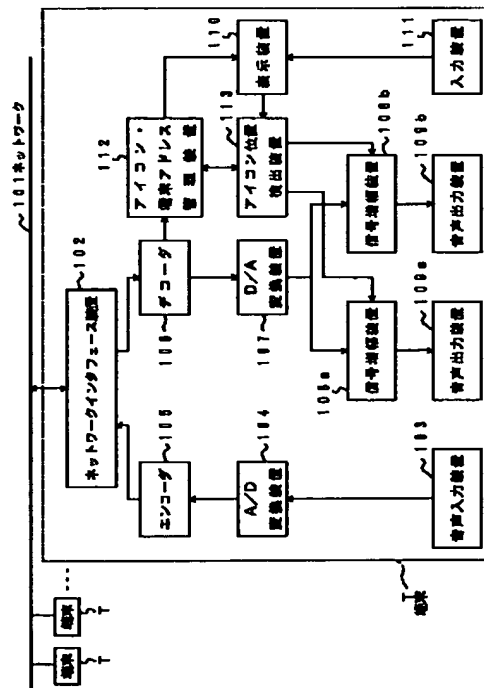 101ネットワーク
端末
T
端末
T
...
T
端末
102
ネットワークインタフェース装置
105
エンコーダ
106
デコーダ
112
アイコン・
端末アドレス
管理装置
110
表示装置
104
A/D
変換装置
107
D/A
変換装置
113
アイコン位置
検出装置
108a
信号増幅装置
108b
信号増幅装置
111
入力装置
103
音声入力装置
109a
音声出力装置
109b
音声出力装置